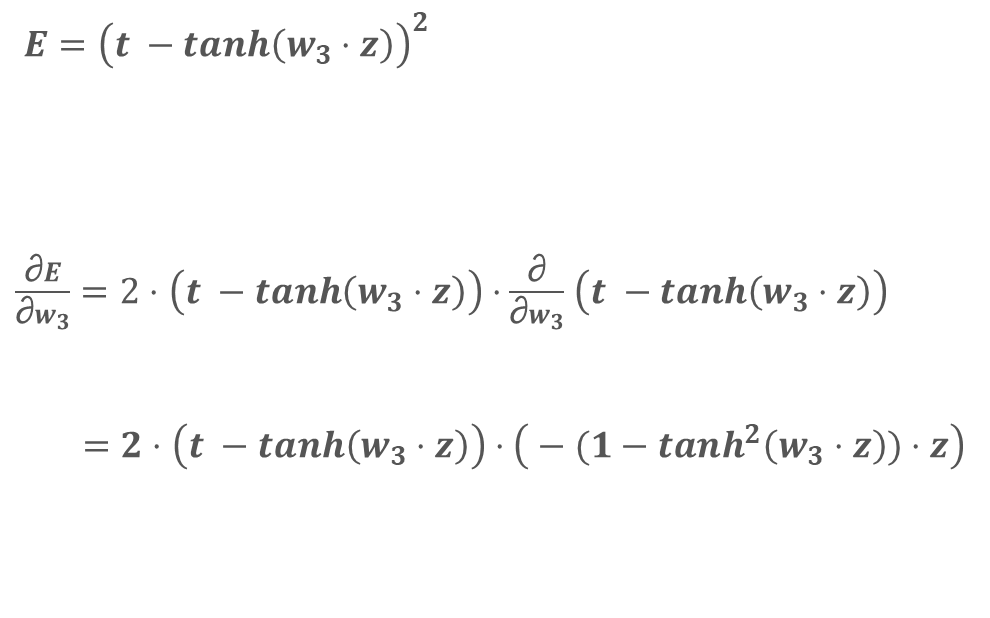 E = (t − tanh(w₃ · z))²
∂E/∂w₃ = 2 · (t − tanh(w₃ · z)) · ∂/∂w₃ (t − tanh(w₃ · z))
= 2 · (t − tanh(w₃ · z)) · ( − (1 − tanh²(w₃ · z)) · z)